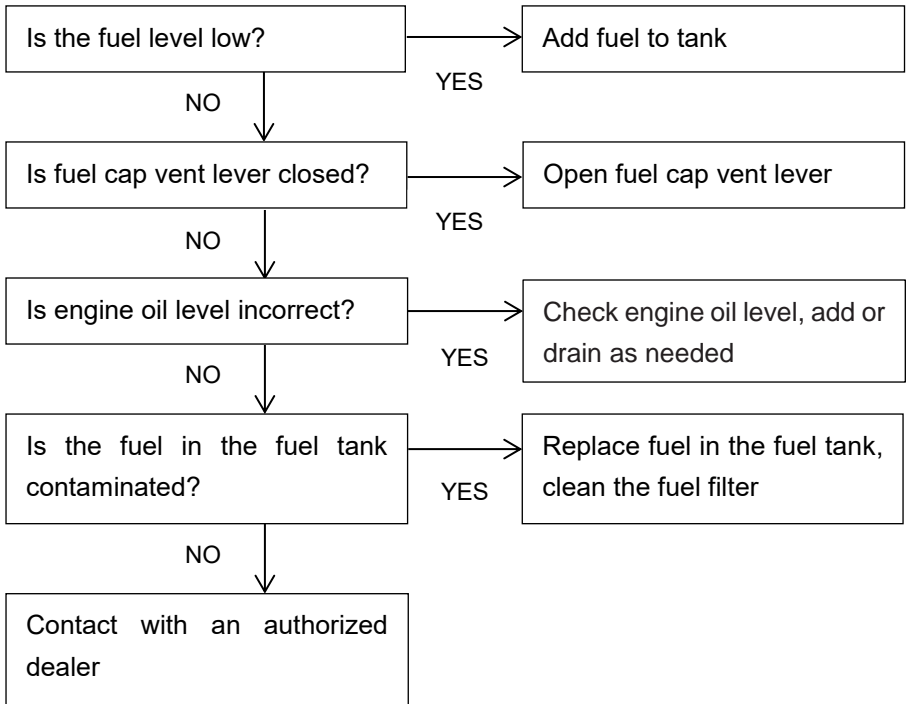 Is the fuel level low?
Add fuel to tank
YES
NO
Is fuel cap vent lever closed?
Open fuel cap vent lever
YES
NO
Is engine oil level incorrect?
Check engine oil level, add or
drain as needed
YES
NO
Is the fuel in the fuel tank
contaminated?
Replace fuel in the fuel tank,
clean the fuel filter
YES
NO
Contact with an authorized
dealer